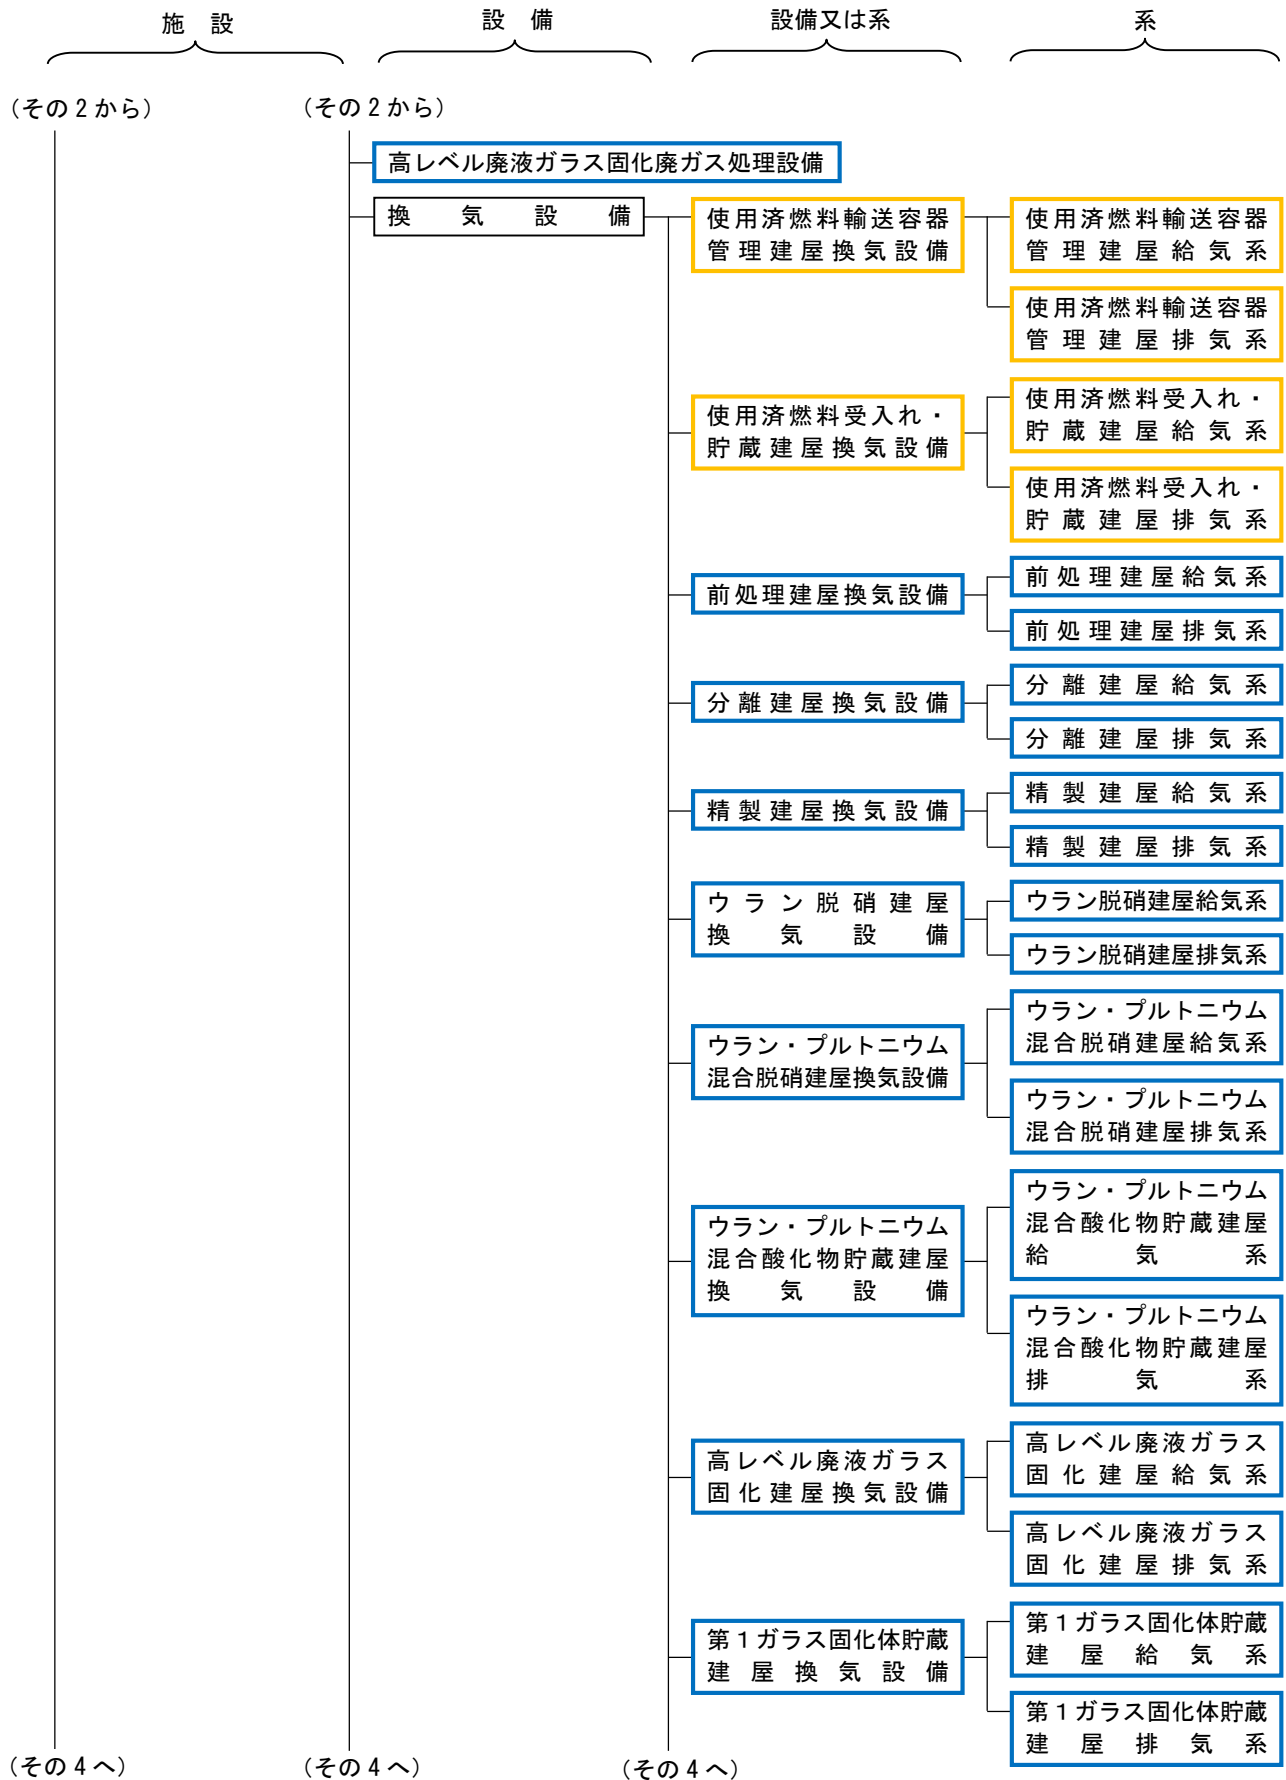 施　設
設　備
設備又は系
系
（その２から）
（その２から）
高レベル廃液ガラス固化廃ガス処理設備
換気設備
使用済燃料輸送容器
管理建屋換気設備
使用済燃料輸送容器
管理建屋給気系
使用済燃料輸送容器
管理建屋排気系
使用済燃料受入れ・
貯蔵建屋換気設備
使用済燃料受入れ・
貯蔵建屋給気系
使用済燃料受入れ・
貯蔵建屋排気系
前処理建屋換気設備
前処理建屋給気系
前処理建屋排気系
分離建屋換気設備
分離建屋給気系
分離建屋排気系
精製建屋換気設備
精製建屋給気系
精製建屋排気系
ウラン脱硝建屋
換気設備
ウラン脱硝建屋給気系
ウラン脱硝建屋排気系
ウラン・プルトニウム
混合脱硝建屋換気設備
ウラン・プルトニウム
混合脱硝建屋給気系
ウラン・プルトニウム
混合脱硝建屋排気系
ウラン・プルトニウム
混合酸化物貯蔵建屋
換気設備
ウラン・プルトニウム
混合酸化物貯蔵建屋
給気系
ウラン・プルトニウム
混合酸化物貯蔵建屋
排気系
高レベル廃液ガラス
固化建屋換気設備
高レベル廃液ガラス
固化建屋給気系
高レベル廃液ガラス
固化建屋排気系
第１ガラス固化体貯蔵
建屋換気設備
第１ガラス固化体貯蔵
建屋給気系
第１ガラス固化体貯蔵
建屋排気系
（その４へ）
（その４へ）
（その４へ）